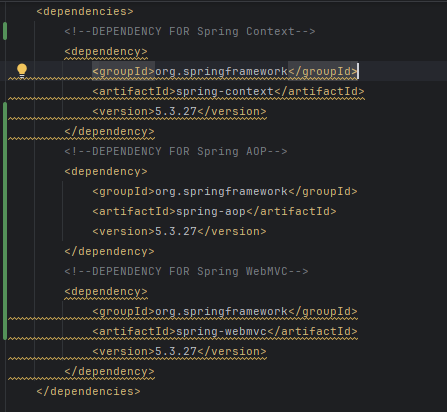 <dependencies>
<!--DEPENDENCY FOR Spring Context-->
<dependency>
<groupId>org.springframework</groupId>
<artifactId>spring-context</artifactId>
<version>5.3.27</version>
</dependency>
<!--DEPENDENCY FOR Spring AOP-->
<dependency>
<groupId>org.springframework</groupId>
<artifactId>spring-aop</artifactId>
<version>5.3.27</version>
</dependency>
<!--DEPENDENCY FOR Spring WebMVC-->
<dependency>
<groupId>org.springframework</groupId>
<artifactId>spring-webmvc</artifactId>
<version>5.3.27</version>
</dependency>
</dependencies>